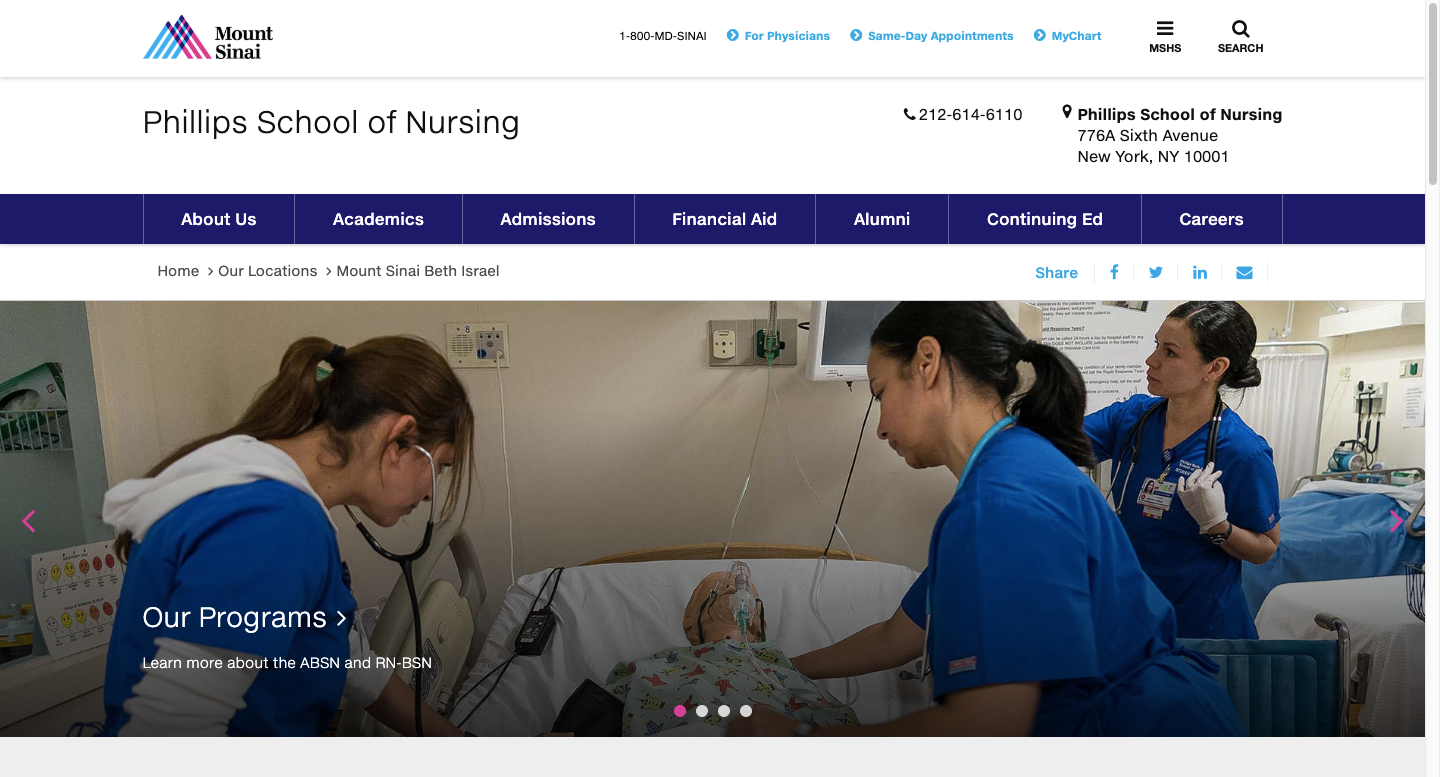 Mount
Sinai
1-800-MD-SINAI
For Physicians
Same-Day Appointments
MyChart
MSHS
SEARCH
Phillips School of Nursing
212-614-6110
Phillips School of Nursing
776A Sixth Avenue
New York, NY 10001
About Us
Academics
Admissions
Financial Aid
Alumni
Continuing Ed
Careers
Home
Our Locations
Mount Sinai Beth Israel
Share
8
Our Programs
Learn more about the ABSN and RN-BSN